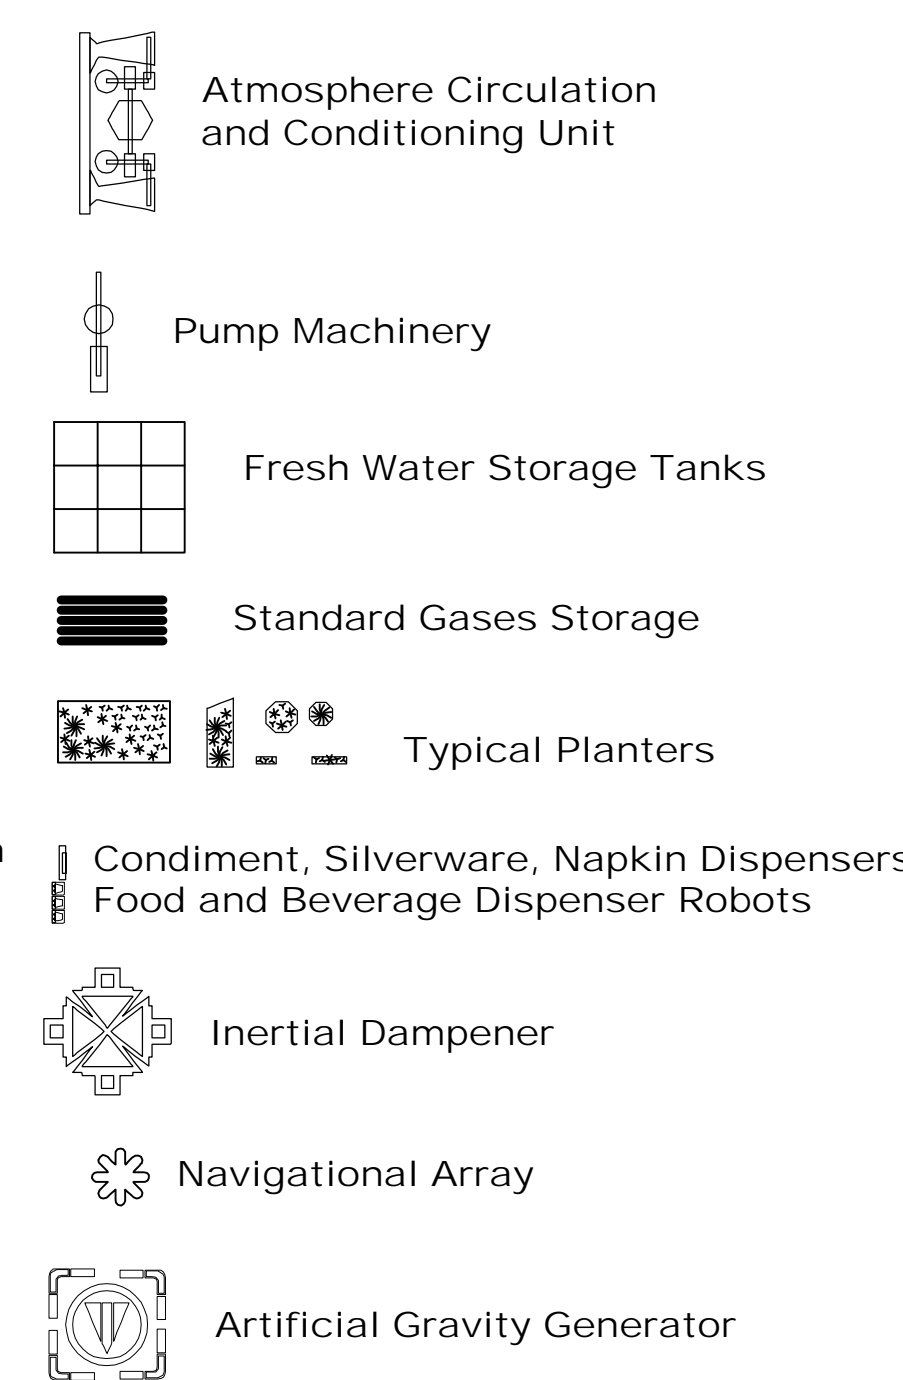 Atmosphere Circulation
and Conditioning Unit
Pump Machinery
Fresh Water Storage Tanks
Standard Gases Storage
Typical Planters
Condiment, Silverware, Napkin Dispensers
Food and Beverage Dispenser Robots
Inertial Dampener
Navigational Array
Artificial Gravity Generator